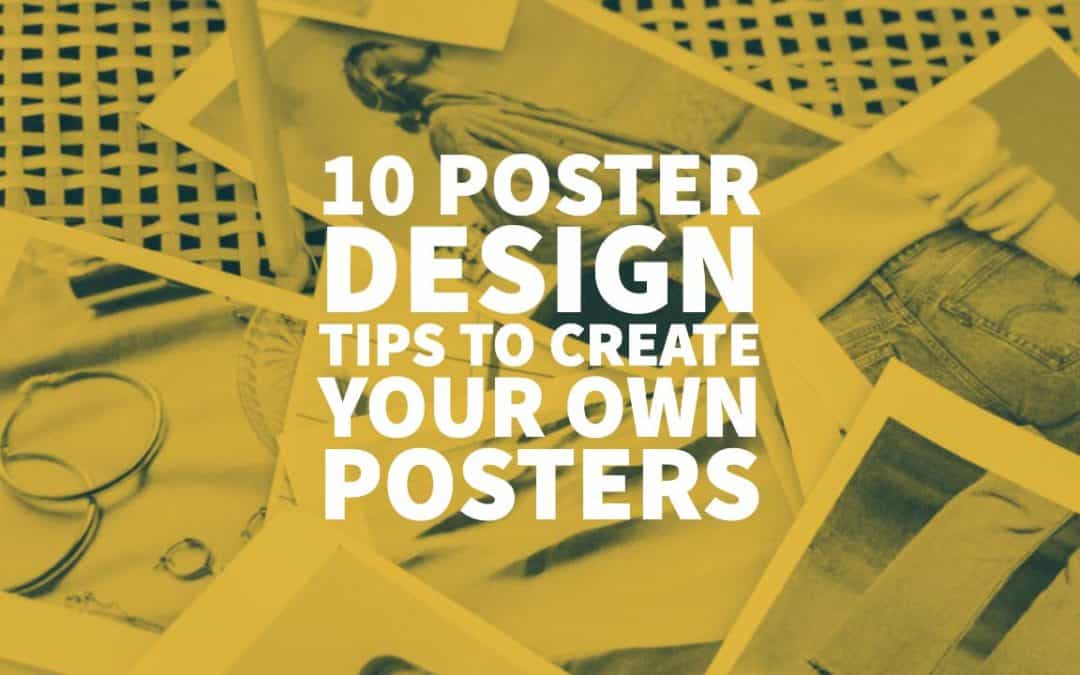 10 POSTER
DESIGN
TIPS TO CREATE
YOUR OWN
POSTERS